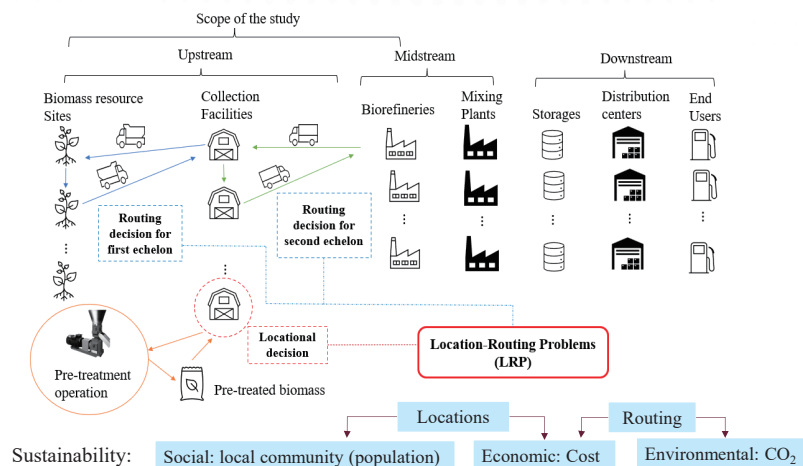 Scope of the study
Upstream
Midstream
Downstream
Biomass resource
Sites
Collection
Facilities
Biorefineries
Mixing
Plants
Storages
Distribution
centers
End
Users
Routing
decision for
first echelon
Routing
decision for
second echelon
Locational
decision
Location-Routing Problems
(LRP)
Pre-treatment
operation
Pre-treated biomass
Locations
Routing
Sustainability:
Social: local community (population)
Economic: Cost
Environmental: CO2